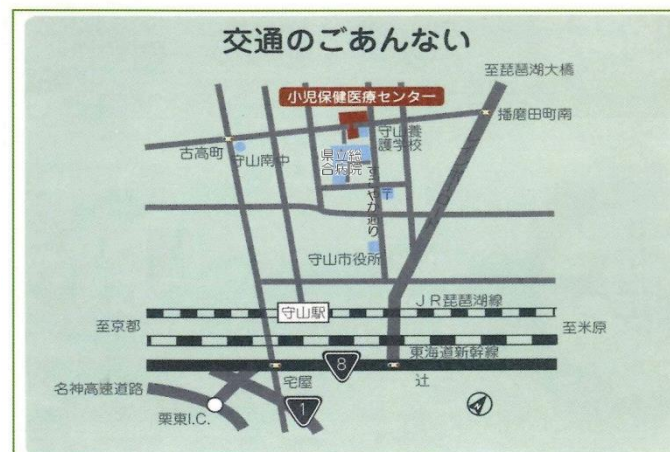 交通のごあんない
至琵琶湖大橋
小児保健医療センター
播磨田町南
守山養
護学校
古高町
守山南中
県立総
合病院
すこやか通り
〒
守山市役所
JR琵琶湖線
守山駅
至京都
至米原
東海道新幹線
8
名神高速道路
宅屋
辻
1
栗東I.C.